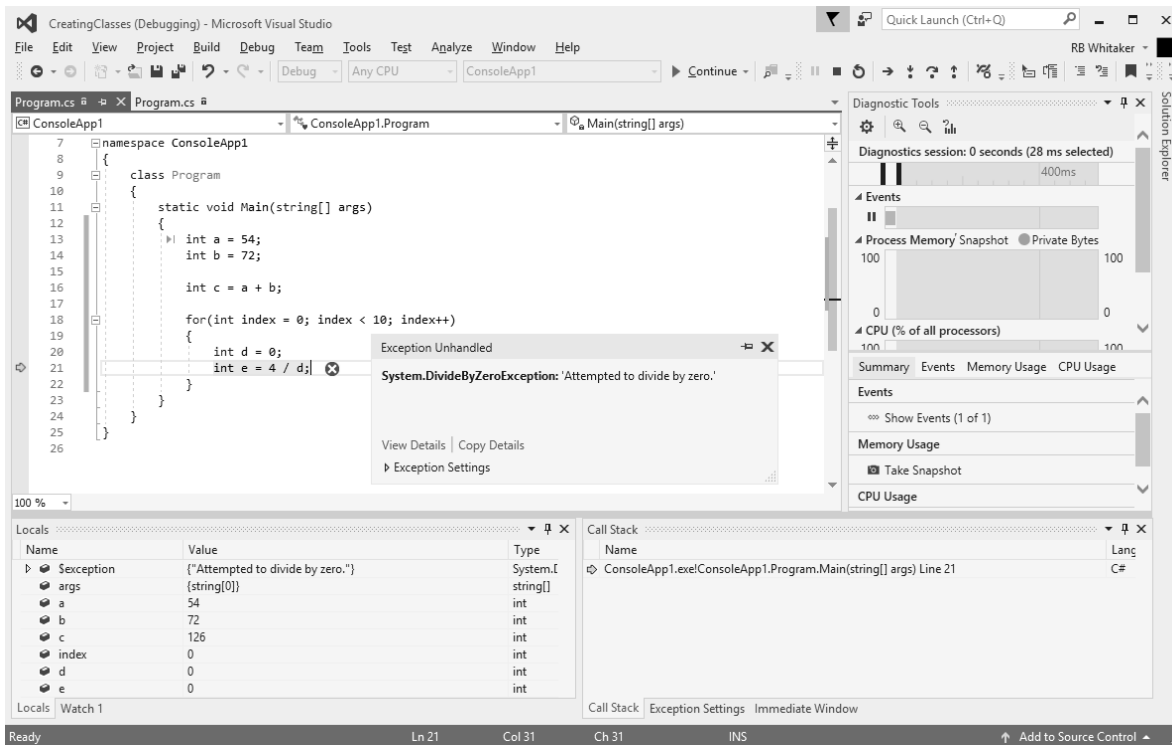 CreatingClasses (Debugging) - Microsoft Visual Studio
Quick Launch (Ctrl+Q)
File Edit View Project Build Debug Team Tools Test Analyze Window Help
RB Whitaker
Debug Any CPU ConsoleApp1 Continue
Program.cs Program.cs
C# ConsoleApp1 ConsoleApp1.Program Main(string[] args)
7 namespace ConsoleApp1
8 {
9 class Program
10 {
11 static void Main(string[] args)
12 {
13 int a = 54;
14 int b = 72;
15
16 int c = a + b;
17
18 for(int index = 0; index < 10; index++)
19 {
20 int d = 0;
21 int e = 4 / d;
22 }
23 }
24 }
25 }
26
100 %
Exception Unhandled
System.DivideByZeroException: 'Attempted to divide by zero.'
View Details | Copy Details
Exception Settings
Diagnostic Tools
Diagnostics session: 0 seconds (28 ms selected)
400ms
Events
Process Memory Snapshot Private Bytes
100 100
0 0
CPU (% of all processors)
100 100
Summary Events Memory Usage CPU Usage
Events
Show Events (1 of 1)
Memory Usage
Take Snapshot
CPU Usage
Solution Explorer
Locals
Name Value Type
$exception {"Attempted to divide by zero."} System.D
args {string[0]} string[]
a 54 int
b 72 int
c 126 int
index 0 int
d 0 int
e 0 int
Locals Watch 1
Call Stack
Name Lang
ConsoleApp1.exe!ConsoleApp1.Program.Main(string[] args) Line 21 C#
Call Stack Exception Settings Immediate Window
Ready Ln 21 Col 31 Ch 31 INS Add to Source Control